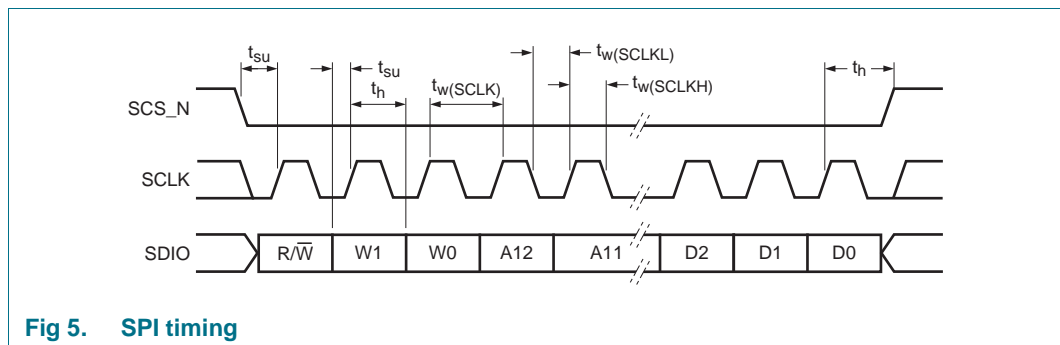 tsu
tsu
th
tw(SCLK)
tw(SCLKL)
tw(SCLKH)
th
SCS_N
SCLK
SDIO
R/W̅
W1
W0
A12
A11
D2
D1
D0
Fig 5. SPI timing